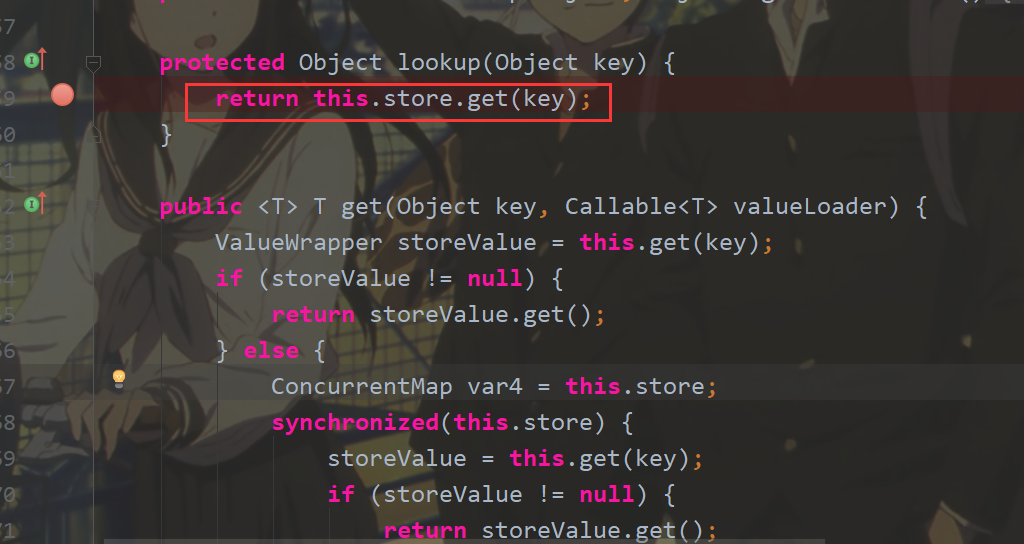 57
58 protected Object lookup(Object key) {
59 return this.store.get(key);
60 }
61
62 public <T> T get(Object key, Callable<T> valueLoader) {
63 ValueWrapper storeValue = this.get(key);
64 if (storeValue != null) {
65 return storeValue.get();
66 } else {
67 ConcurrentMap var4 = this.store;
68 synchronized(this.store) {
69 storeValue = this.get(key);
70 if (storeValue != null) {
71 return storeValue.get();